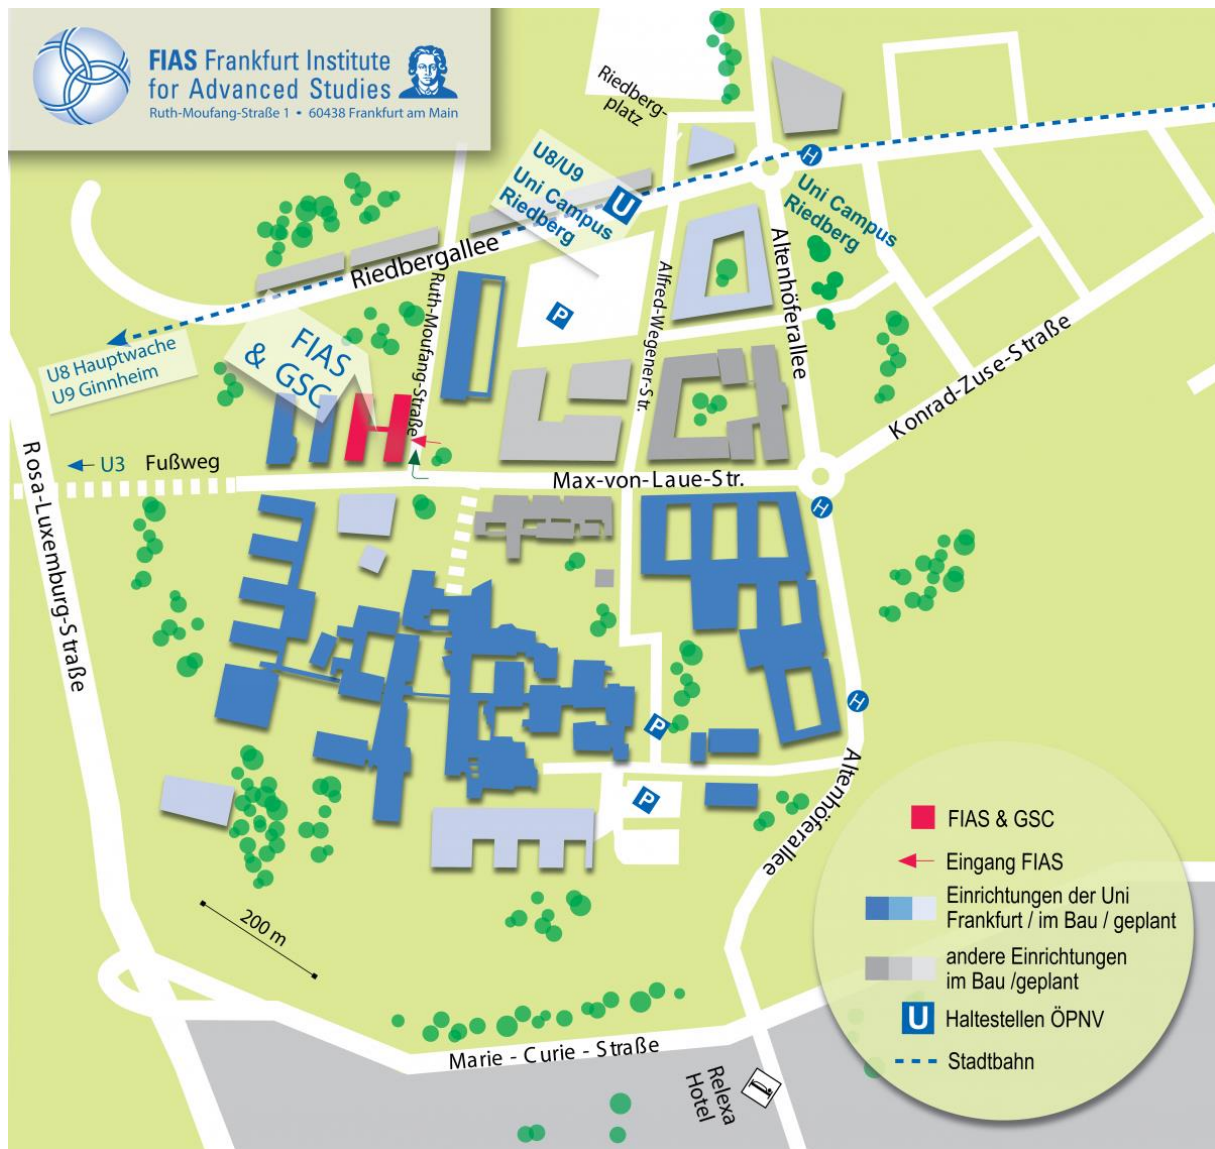 FIAS Frankfurt Institute
for Advanced Studies
Ruth-Moufang-Straße 1 • 60438 Frankfurt am Main
Riedberg-
platz
U8/U9
Uni Campus
Riedberg
U
H
Uni Campus
Riedberg
Riedbergallee
Altenhöferallee
Alfred-Wegener-Str.
Ruth-Moufang-Straße
P
FIAS
& GSC
U8 Hauptwache
U9 Ginnheim
Konrad-Zuse-Straße
← U3 Fußweg
Max-von-Laue-Str.
Rosa-Luxemburg-Straße
H
H
P
P
Altenhöferallee
200 m
Marie - Curie - Straße
Relexa
Hotel
FIAS & GSC
Eingang FIAS
Einrichtungen der Uni
Frankfurt / im Bau / geplant
andere Einrichtungen
im Bau /geplant
U Haltestellen ÖPNV
Stadtbahn